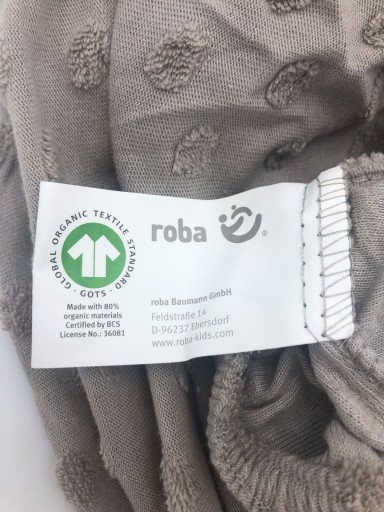 GLOBAL ORGANIC TEXTILE STANDARD
· GOTS ·
Made with 80%
organic materials
Certified by BCS
License No.: 36081
roba ®
roba Baumann GmbH
Feldstraße 14
D-96237 Ebersdorf
www.roba-kids.com